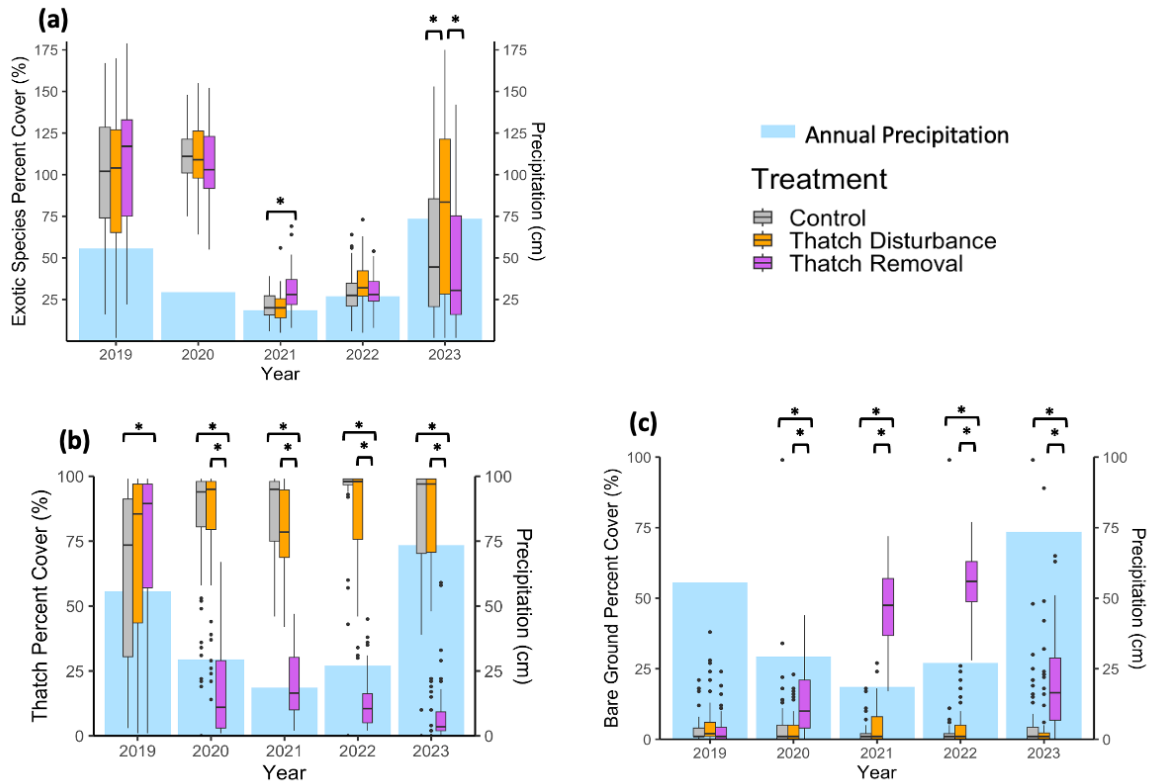 (a)
* *
*
175
150
125
100
75
50
25
Exotic Species Percent Cover (%)
175
150
125
100
75
50
25
Precipitation (cm)
2019 2020 2021 2022 2023
Year
Annual Precipitation
Treatment
Control
Thatch Disturbance
Thatch Removal
(b)
* * * * *
* * * *
100
75
50
25
0
Thatch Percent Cover (%)
100
75
50
25
0
Precipitation (cm)
2019 2020 2021 2022 2023
Year
(c)
* * * *
* * * *
100
75
50
25
0
Bare Ground Percent Cover (%)
100
75
50
25
0
Precipitation (cm)
2019 2020 2021 2022 2023
Year